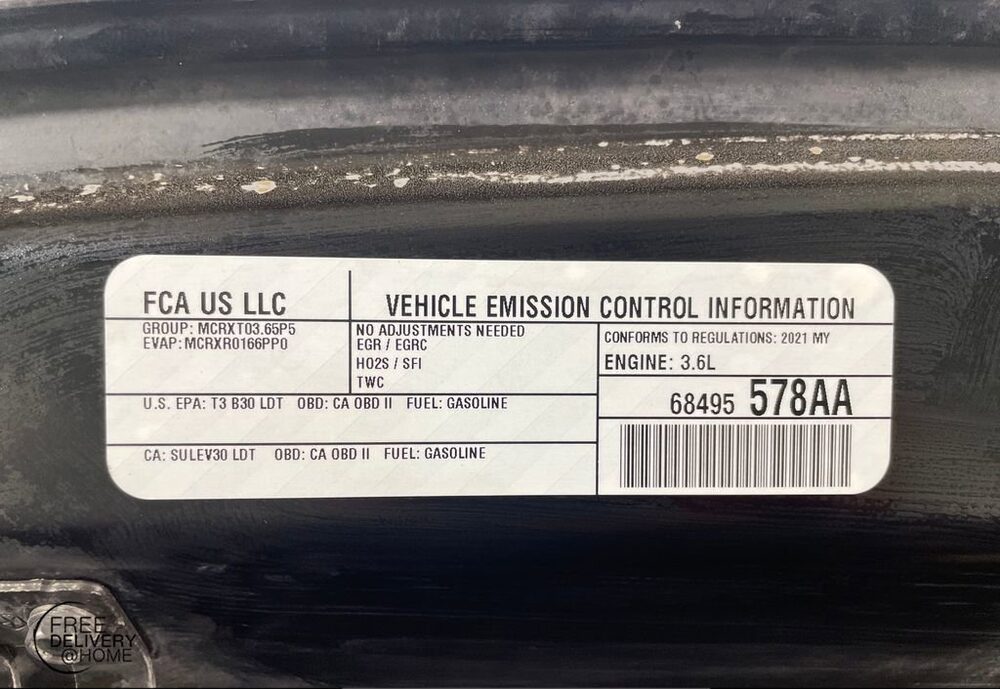 FCA US LLC
VEHICLE EMISSION CONTROL INFORMATION
GROUP: MCRXT03.65P5
EVAP: MCRXR0166PP0
NO ADJUSTMENTS NEEDED
EGR / EGRC
HO2S / SFI
TWC
CONFORMS TO REGULATIONS: 2021 MY
ENGINE: 3.6L
68495 578AA
U.S. EPA: T3 B30 LDT OBD: CA OBD II FUEL: GASOLINE
CA: SULEV30 LDT OBD: CA OBD II FUEL: GASOLINE
FREE
DELIVERY
@HOME